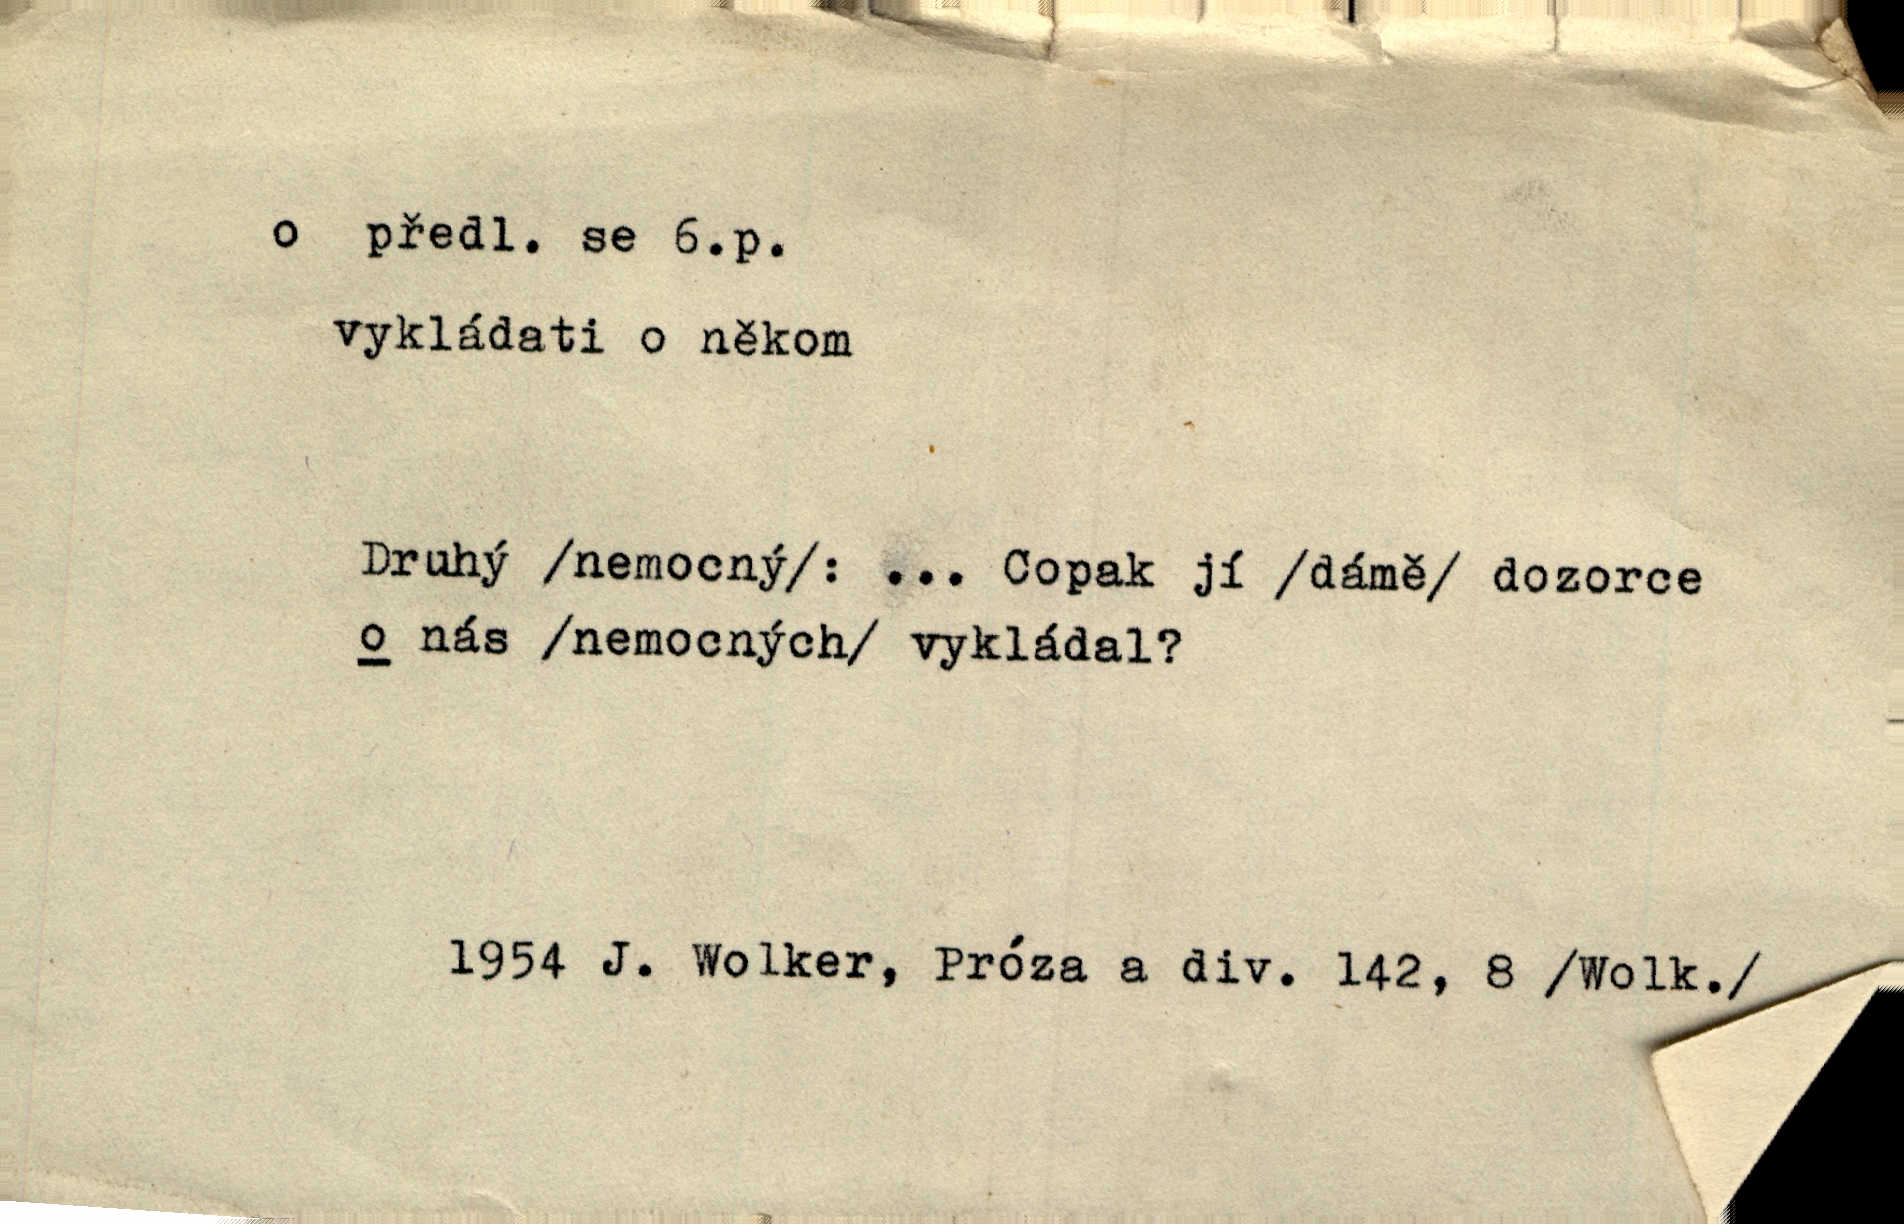 o předl. se 6.p.
vykládati o někom
Druhý /nemocný/: ... Copak jí /dámě/ dozorce
o nás /nemocných/ vykládal?
1954 J. Wolker, Próza a div. 142, 8 /Wolk./